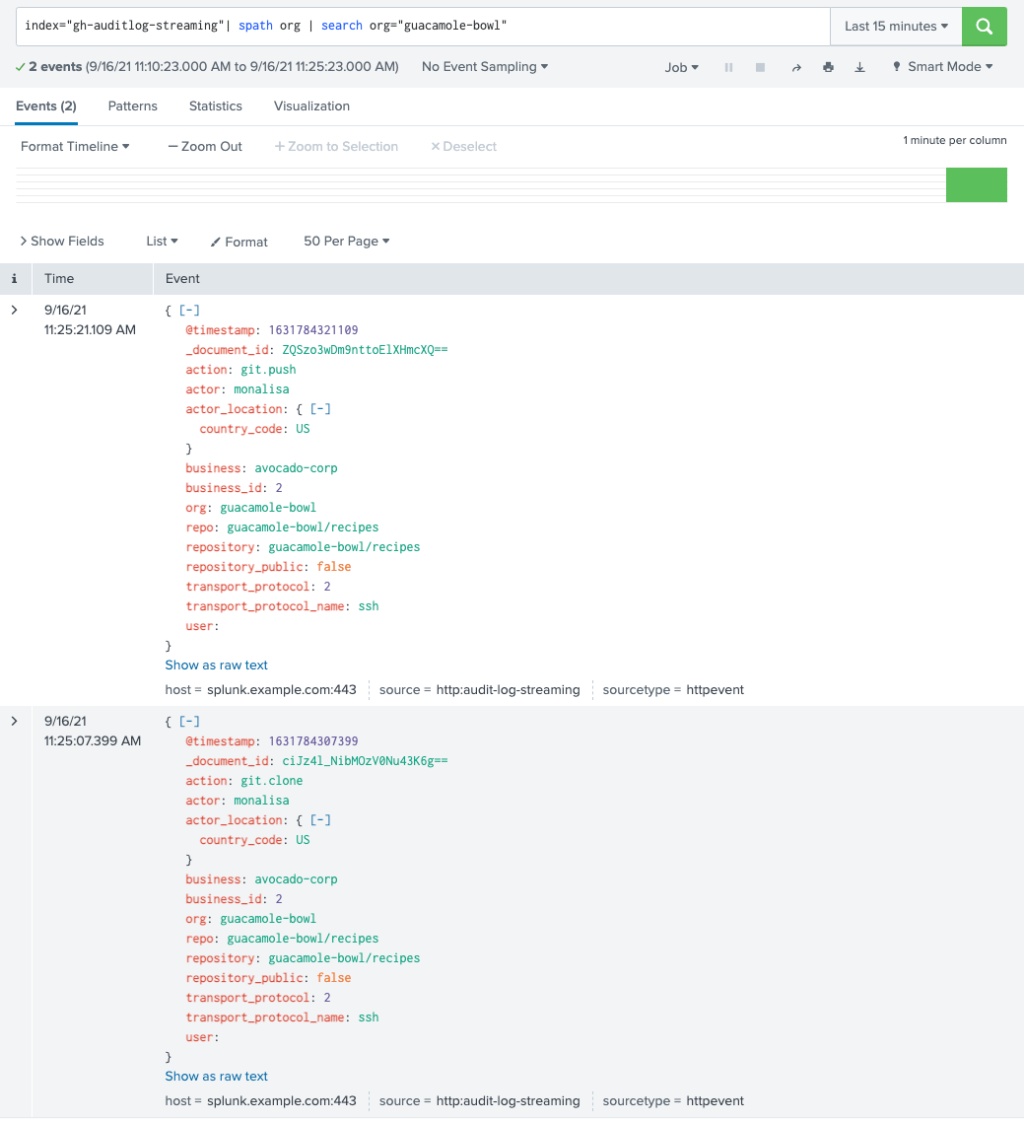 index="gh-auditlog-streaming"| spath org | search org="guacamole-bowl"
Last 15 minutes
2 events (9/16/21 11:10:23.000 AM to 9/16/21 11:25:23.000 AM) No Event Sampling Job Smart Mode
Events (2) Patterns Statistics Visualization
Format Timeline — Zoom Out + Zoom to Selection × Deselect 1 minute per column
> Show Fields List Format 50 Per Page
i Time Event
> 9/16/21 { [-]
11:25:21.109 AM @timestamp: 1631784321109
_document_id: ZQSzo3wDm9nttoElXHmcXQ==
action: git.push
actor: monalisa
actor_location: { [-]
country_code: US
}
business: avocado-corp
business_id: 2
org: guacamole-bowl
repo: guacamole-bowl/recipes
repository: guacamole-bowl/recipes
repository_public: false
transport_protocol: 2
transport_protocol_name: ssh
user:
}
Show as raw text
host = splunk.example.com:443 source = http:audit-log-streaming sourcetype = httpevent
> 9/16/21 { [-]
11:25:07.399 AM @timestamp: 1631784307399
_document_id: ciJz4l_NibMOzV0Nu43K6g==
action: git.clone
actor: monalisa
actor_location: { [-]
country_code: US
}
business: avocado-corp
business_id: 2
org: guacamole-bowl
repo: guacamole-bowl/recipes
repository: guacamole-bowl/recipes
repository_public: false
transport_protocol: 2
transport_protocol_name: ssh
user:
}
Show as raw text
host = splunk.example.com:443 source = http:audit-log-streaming sourcetype = httpevent